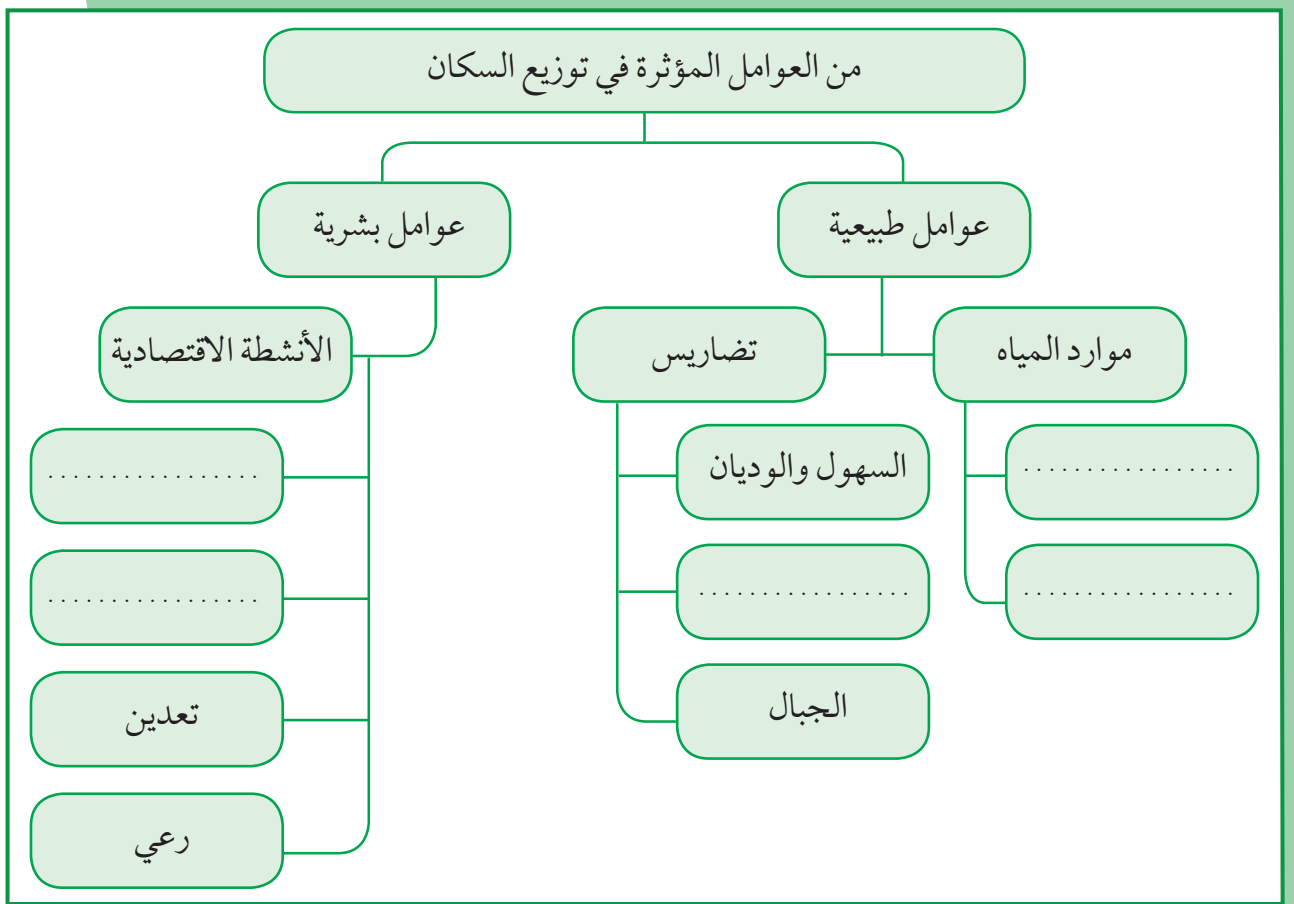 من العوامل المؤثرة في توزيع السكان
عوامل طبيعية
عوامل بشرية
موارد المياه
تضاريس
الأنشطة الاقتصادية
.................
السهول والوديان
.................
.................
.................
.................
الجبال
تعدين
رعي